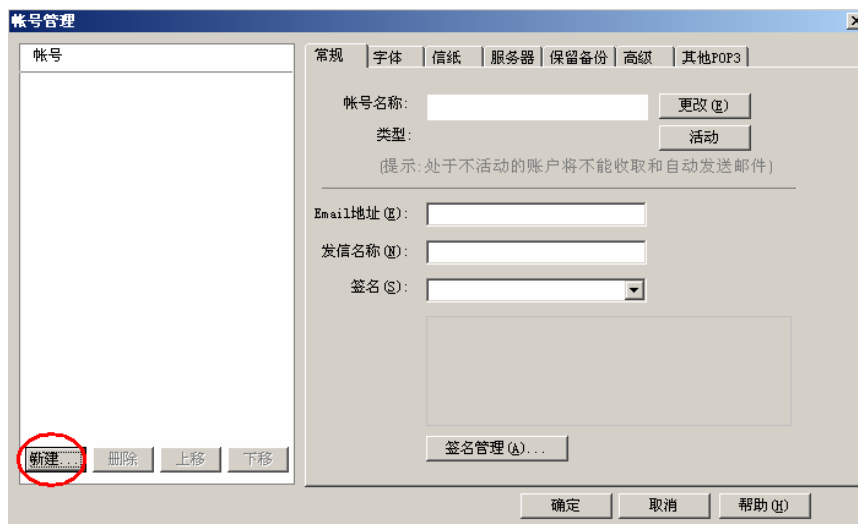 帐号管理
帐号
常规 字体 信纸 服务器 保留备份 高级 其他POP3
帐号名称: 更改(E)
类型: 活动
(提示:处于不活动的账户将不能收取和自动发送邮件)
Email地址(E):
发信名称(N):
签名(S):
签名管理(A)...
新建... 删除 上移 下移
确定 取消 帮助(H)